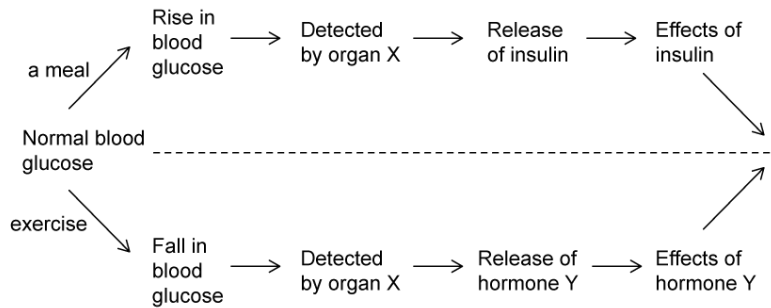 a meal
Rise in
blood
glucose
Detected
by organ X
Release
of insulin
Effects of
insulin
Normal blood
glucose
exercise
Fall in
blood
glucose
Detected
by organ X
Release of
hormone Y
Effects of
hormone Y